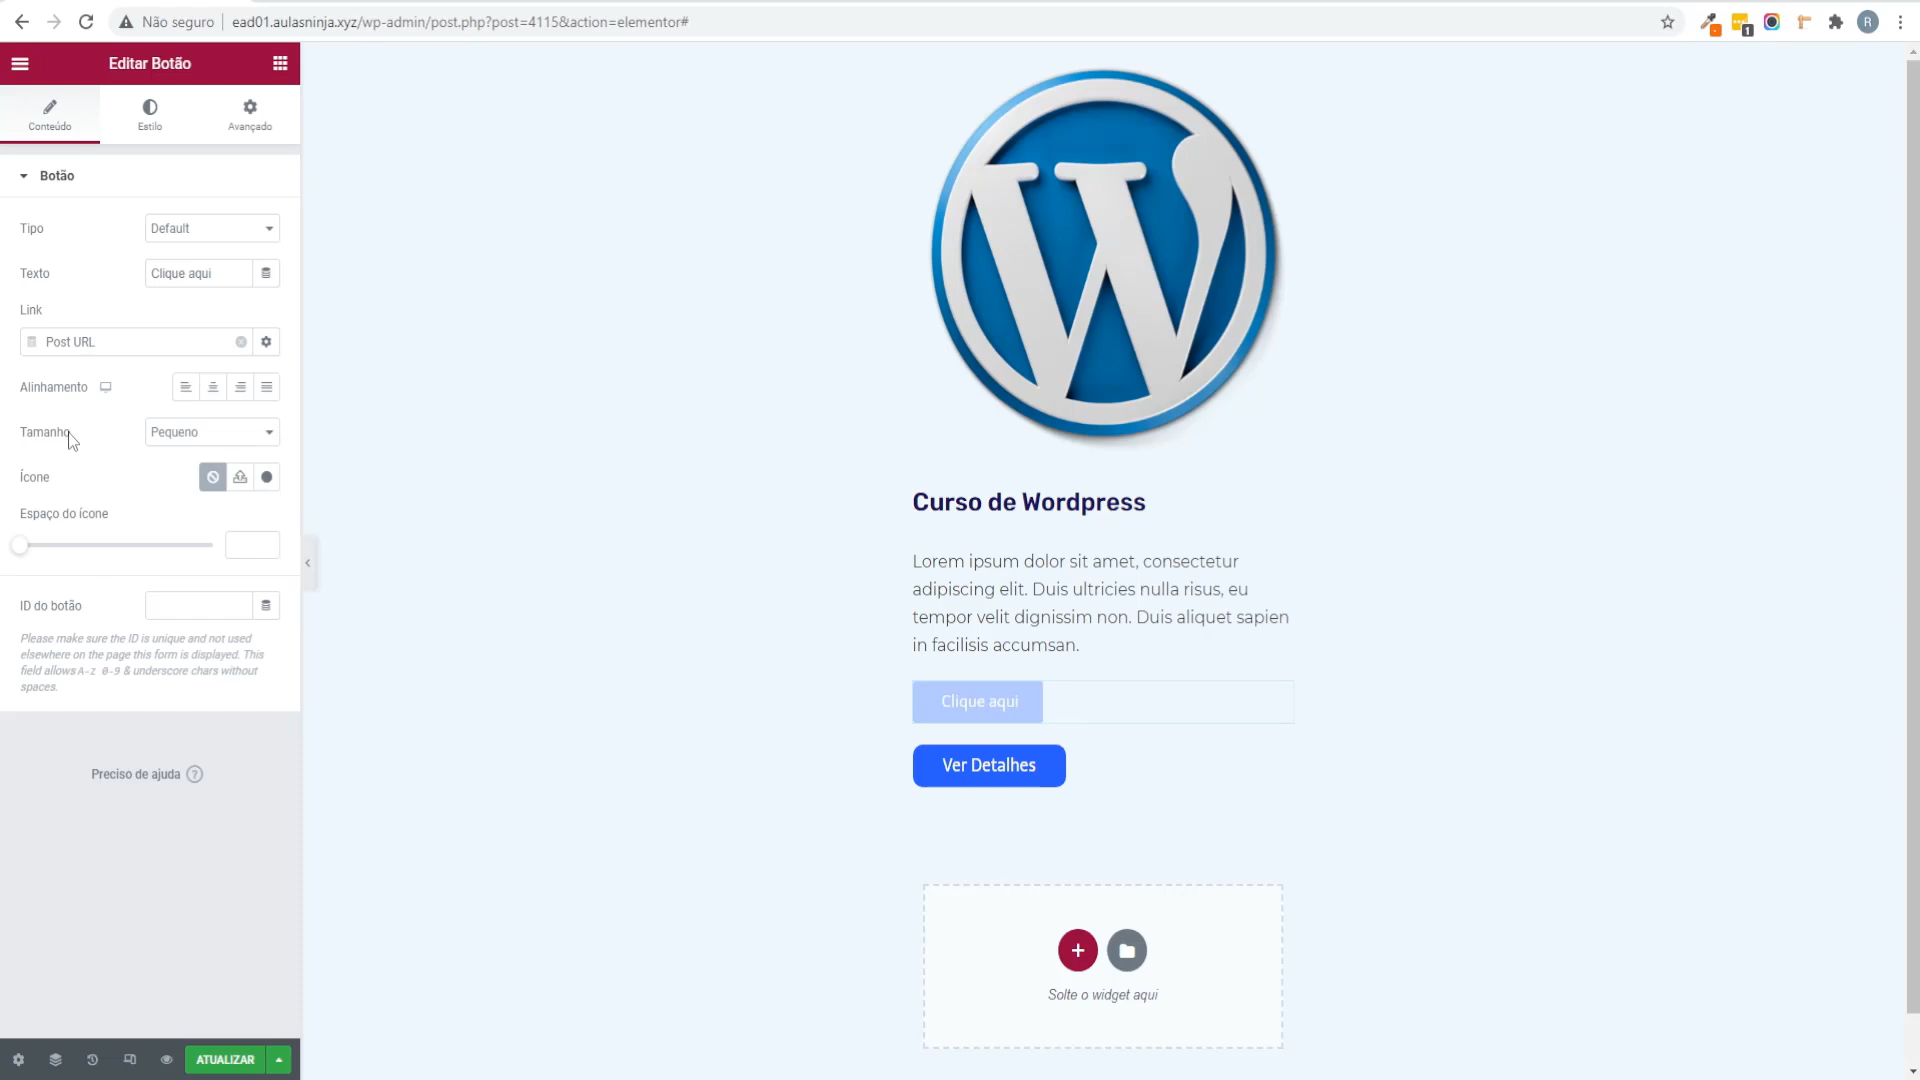 Não seguro
ead01.aulasninja.xyz/wp-admin/post.php?post=4115&action=elementor#
1
R
Editar Botão
Conteúdo
Estilo
Avançado
Botão
Tipo
Default
Texto
Clique aqui
Link
Post URL
Alinhamento
Tamanho
Pequeno
Ícone
Espaço do ícone
ID do botão
Please make sure the ID is unique and not used
elsewhere on the page this form is displayed. This
field allows A-z 0-9 & underscore chars without
spaces.
Preciso de ajuda ?
ATUALIZAR
W
Curso de Wordpress
Lorem ipsum dolor sit amet, consectetur
adipiscing elit. Duis ultricies nulla risus, eu
tempor velit dignissim non. Duis aliquet sapien
in facilisis accumsan.
Clique aqui
Ver Detalhes
Solte o widget aqui